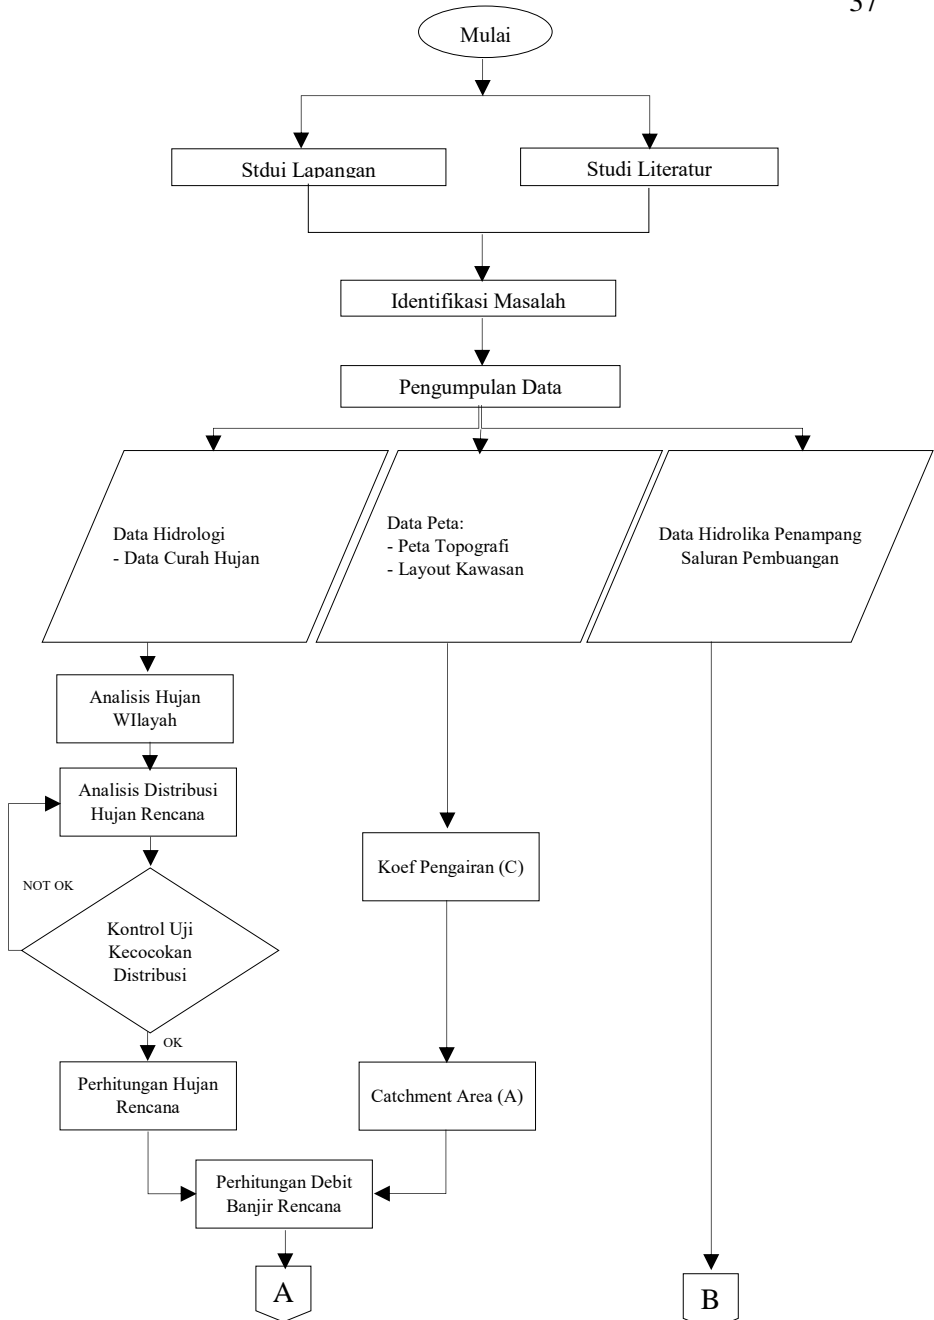 37
Mulai
Stdui Lapangan
Studi Literatur
Identifikasi Masalah
Pengumpulan Data
Data Hidrologi
- Data Curah Hujan
Data Peta:
- Peta Topografi
- Layout Kawasan
Data Hidrolika Penampang
Saluran Pembuangan
Analisis Hujan
WIlayah
Analisis Distribusi
Hujan Rencana
NOT OK
Kontrol Uji
Kecocokan
Distribusi
OK
Koef Pengairan (C)
Perhitungan Hujan
Rencana
Catchment Area (A)
Perhitungan Debit
Banjir Rencana
A
B